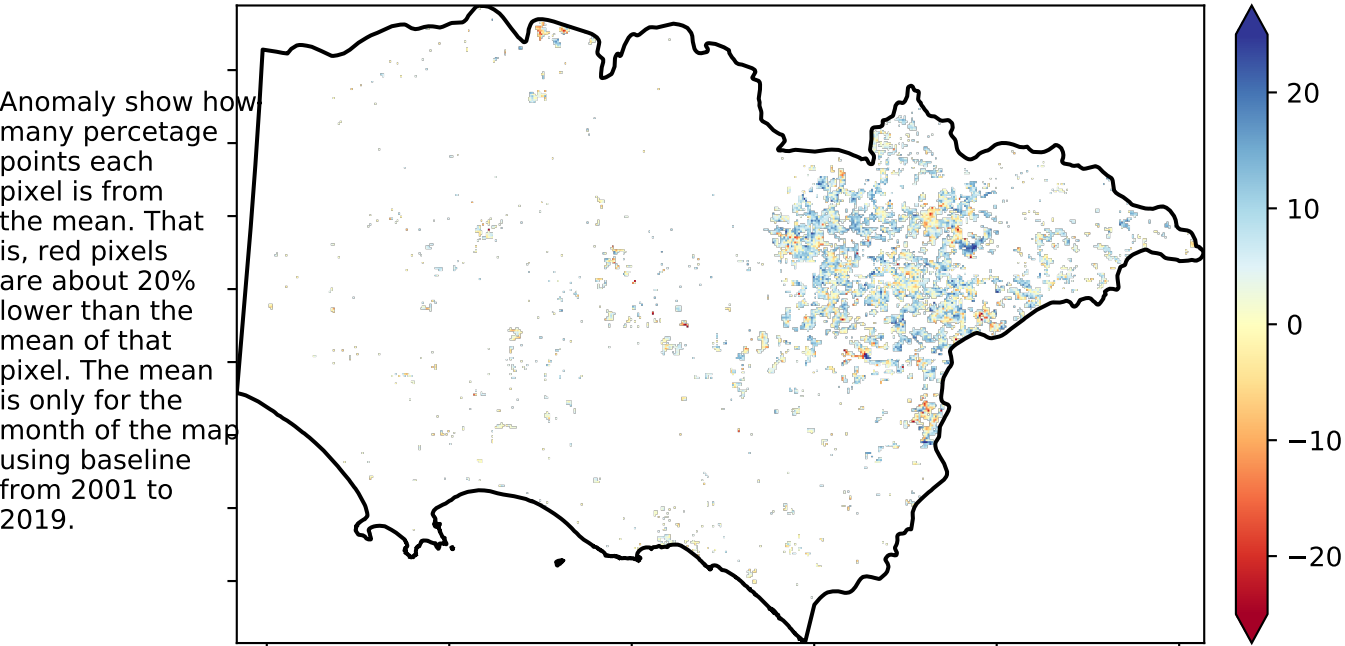 Anomaly show how
many percetage
points each
pixel is from
the mean. That
is, red pixels
are about 20%
lower than the
mean of that
pixel. The mean
is only for the
month of the map
using baseline
from 2001 to
2019.
20
10
0
−10
−20